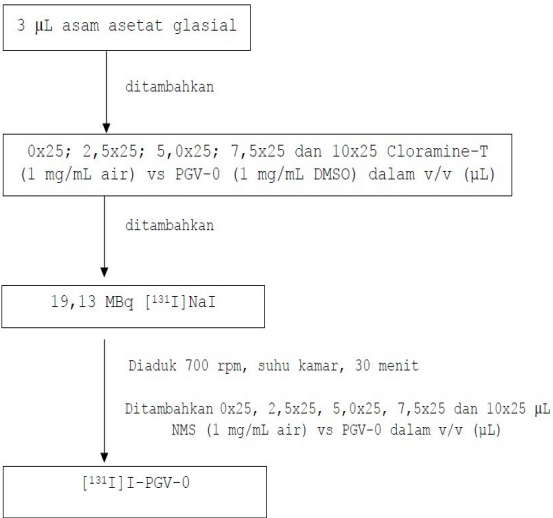 3 µL asam asetat glasial
ditambahkan
0x25; 2,5x25; 5,0x25; 7,5x25 dan 10x25 Cloramine-T
(1 mg/mL air) vs PGV-0 (1 mg/mL DMSO) dalam v/v (µL)
ditambahkan
19,13 MBq [¹³¹I]NaI
Diaduk 700 rpm, suhu kamar, 30 menit
Ditambahkan 0x25, 2,5x25, 5,0x25, 7,5x25 dan 10x25 µL
NMS (1 mg/mL air) vs PGV-0 dalam v/v (µL)
[¹³¹I]I-PGV-0